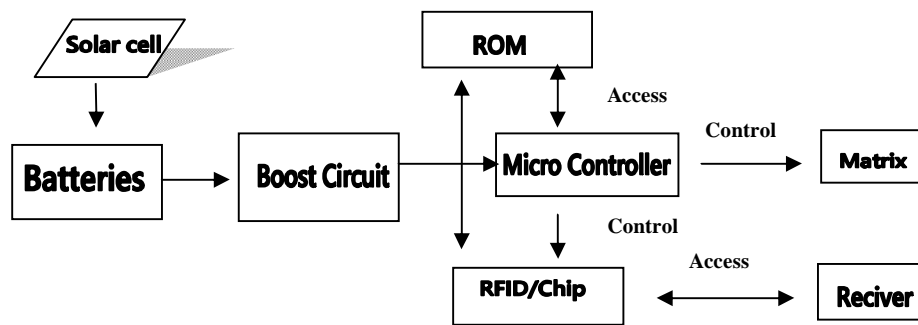 Solar cell
ROM
Access
Control
Batteries
Boost Circuit
Micro Controller
Matrix
Control
Access
RFID/Chip
Reciver